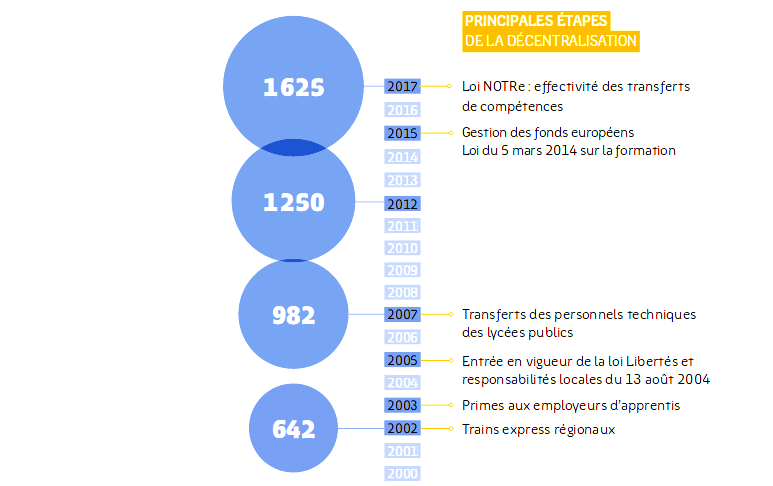 PRINCIPALES ÉTAPES
DE LA DÉCENTRALISATION
1625
2017
Loi NOTRe : effectivité des transferts
de compétences
2016
2015
Gestion des fonds européens
Loi du 5 mars 2014 sur la formation
2014
2013
1250
2012
2011
2010
2009
2008
982
2007
Transferts des personnels techniques
des lycées publics
2006
2005
Entrée en vigueur de la loi Libertés et
responsabilités locales du 13 août 2004
2004
2003
Primes aux employeurs d'apprentis
642
2002
Trains express régionaux
2001
2000